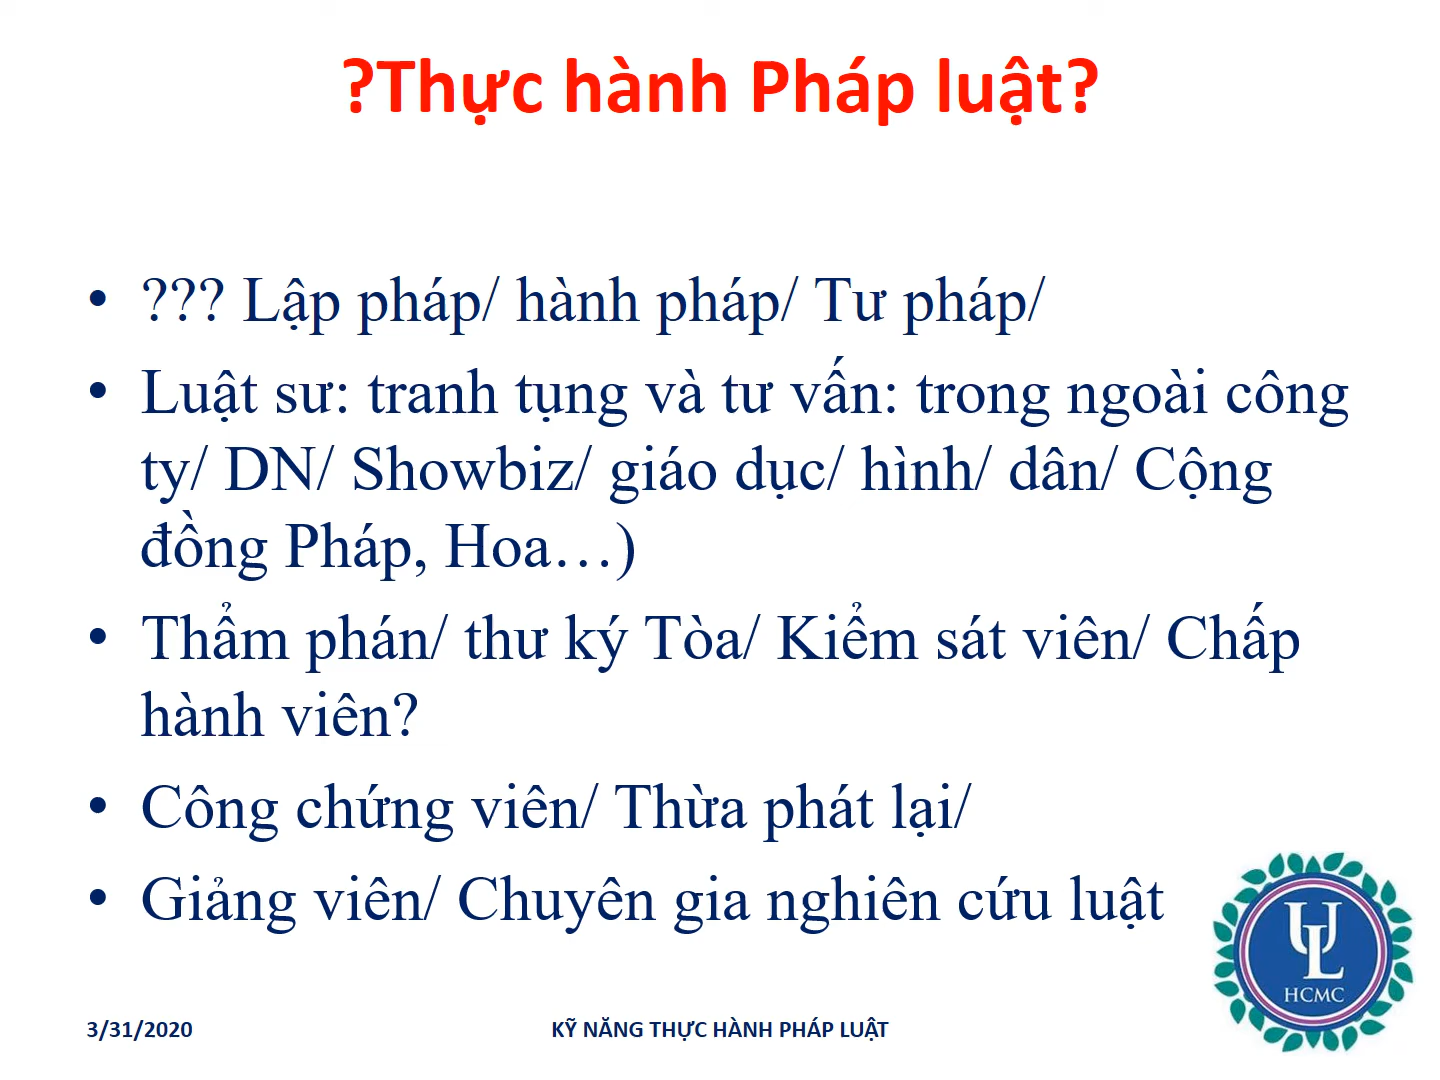 ?Thực hành Pháp luật?
• ??? Lập pháp/ hành pháp/ Tư pháp/
• Luật sư: tranh tụng và tư vấn: trong ngoài công
ty/ DN/ Showbiz/ giáo dục/ hình/ dân/ Cộng
đồng Pháp, Hoa…)
• Thẩm phán/ thư ký Tòa/ Kiểm sát viên/ Chấp
hành viên?
• Công chứng viên/ Thừa phát lại/
• Giảng viên/ Chuyên gia nghiên cứu luật
UL
HCMC
3/31/2020
KỸ NĂNG THỰC HÀNH PHÁP LUẬT